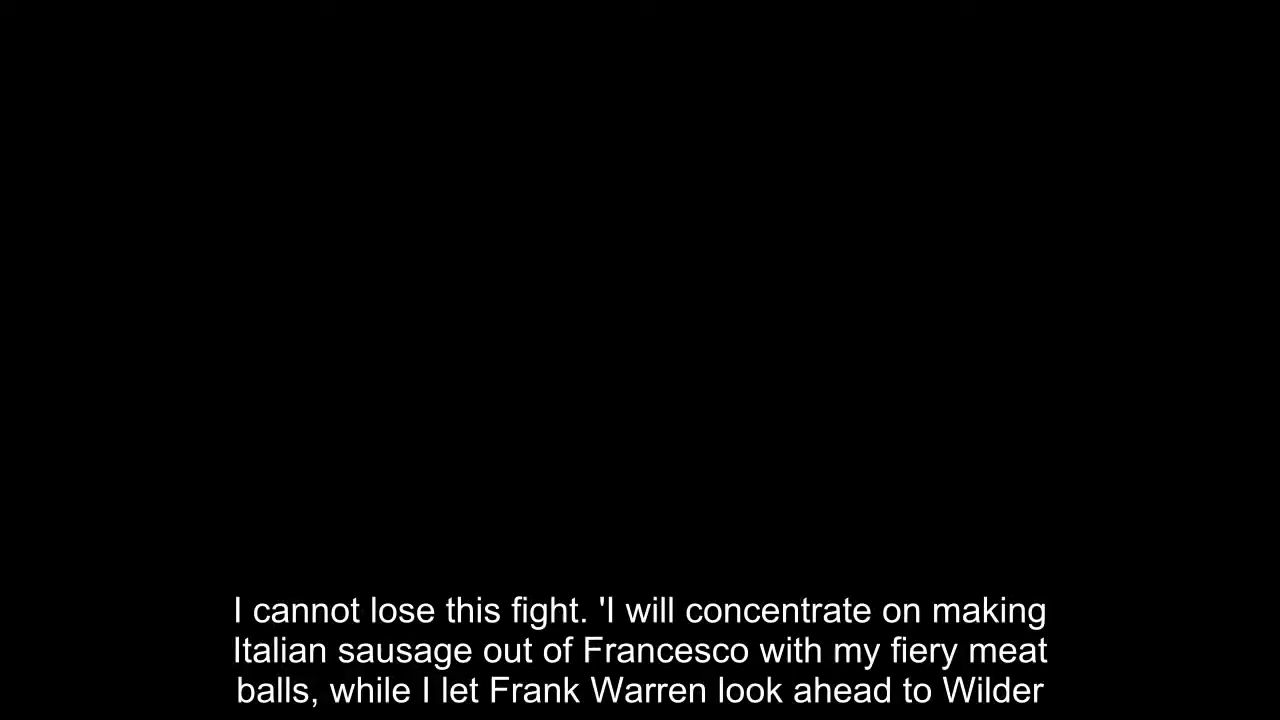 I cannot lose this fight. 'I will concentrate on making
Italian sausage out of Francesco with my fiery meat
balls, while I let Frank Warren look ahead to Wilder